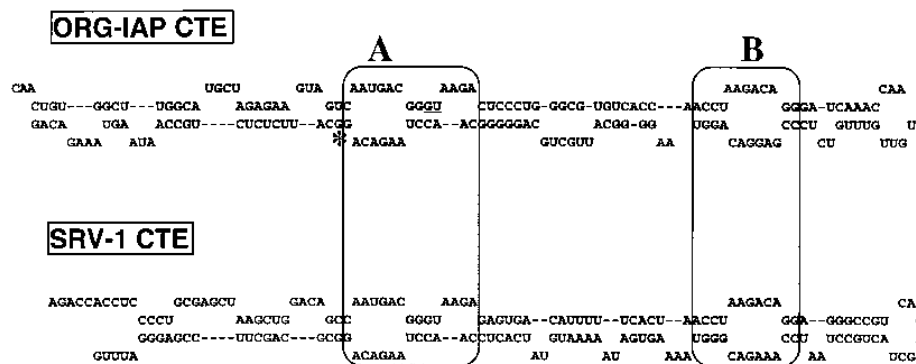 ORG-IAP CTE
A B
CAA UGCU GUA AAUGAC AAGA AAGACA CAA
CUGU---GGCU---UGGCA AGAGAA GUC GGGU CUCCCUG-GGCG-UGUCACC---AACCU GGGA-UCAAAC
GACA UGA ACCGU----CUCUCUU---ACGG UCCA---ACGGGGGAC ACGG-GG UGGA CCCU GUUUG U
GAAA AUA * ACAGAA GUCGUU AA CAGGAG CU UUG
SRV-1 CTE
AGACCACCUC GCGAGCU GACA AAUGAC AAGA AAGACA CA
CCCU AAGCUG GCC GGGU GAGUGA--CAUUUU-UCACU--AACCU GGA--GGGCCGU
GGGAGCC---UUCGAC---GCGG UCCA---ACCUCACU GUAAAA AGUGA UGGG CCU UUCCGUCA
GUUUA ACAGAA AU AU AAA CAGAAA AA UCG